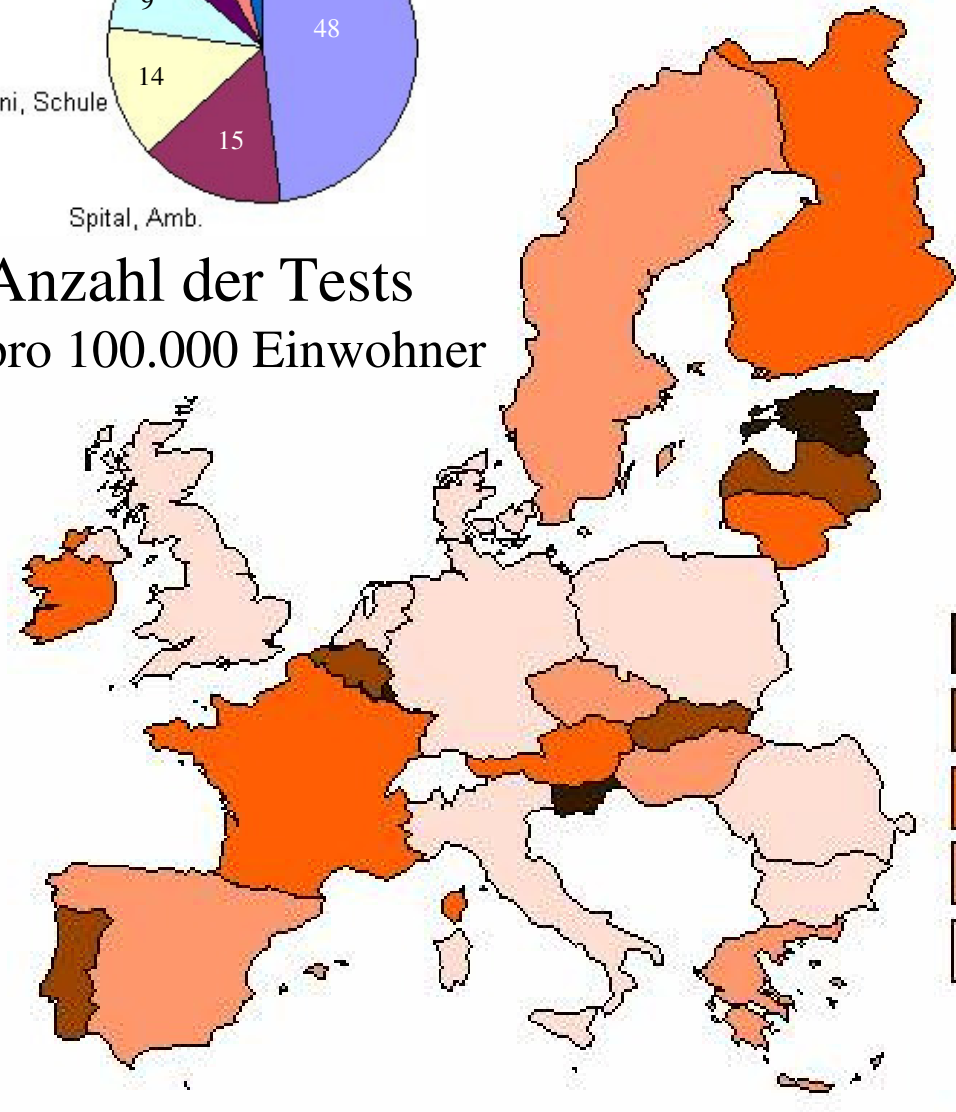 9
48
14
ni, Schule
15
Spital, Amb.
Anzahl der Tests
pro 100.000 Einwohner